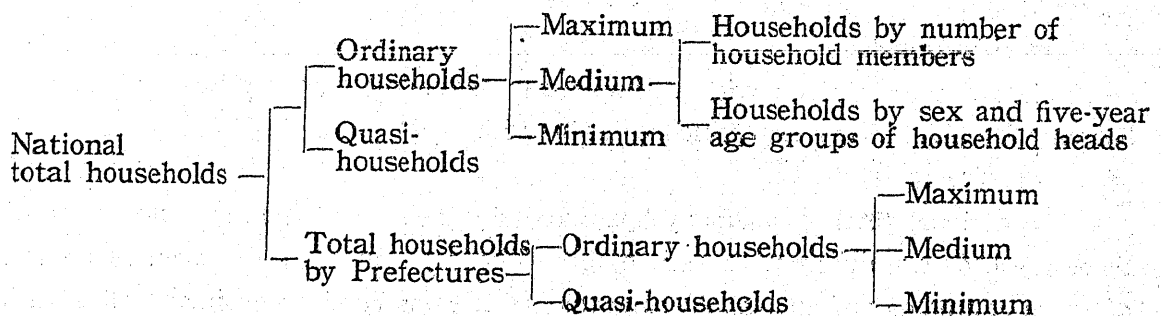 National
total households
Ordinary
households
Quasi-
households
Maximum
Medium
Minimum
Households by number of
household members
Households by sex and five-year
age groups of household heads
Total households
by Prefectures
Ordinary households
Quasi-households
Maximum
Medium
Minimum